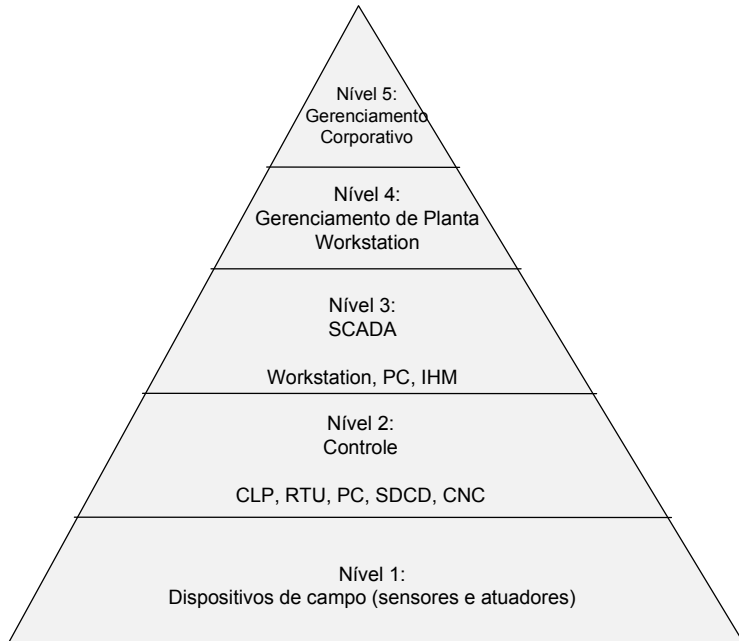 Nível 5:
Gerenciamento
Corporativo
Nível 4:
Gerenciamento de Planta
Workstation
Nível 3:
SCADA
Workstation, PC, IHM
Nível 2:
Controle
CLP, RTU, PC, SDCD, CNC
Nível 1:
Dispositivos de campo (sensores e atuadores)